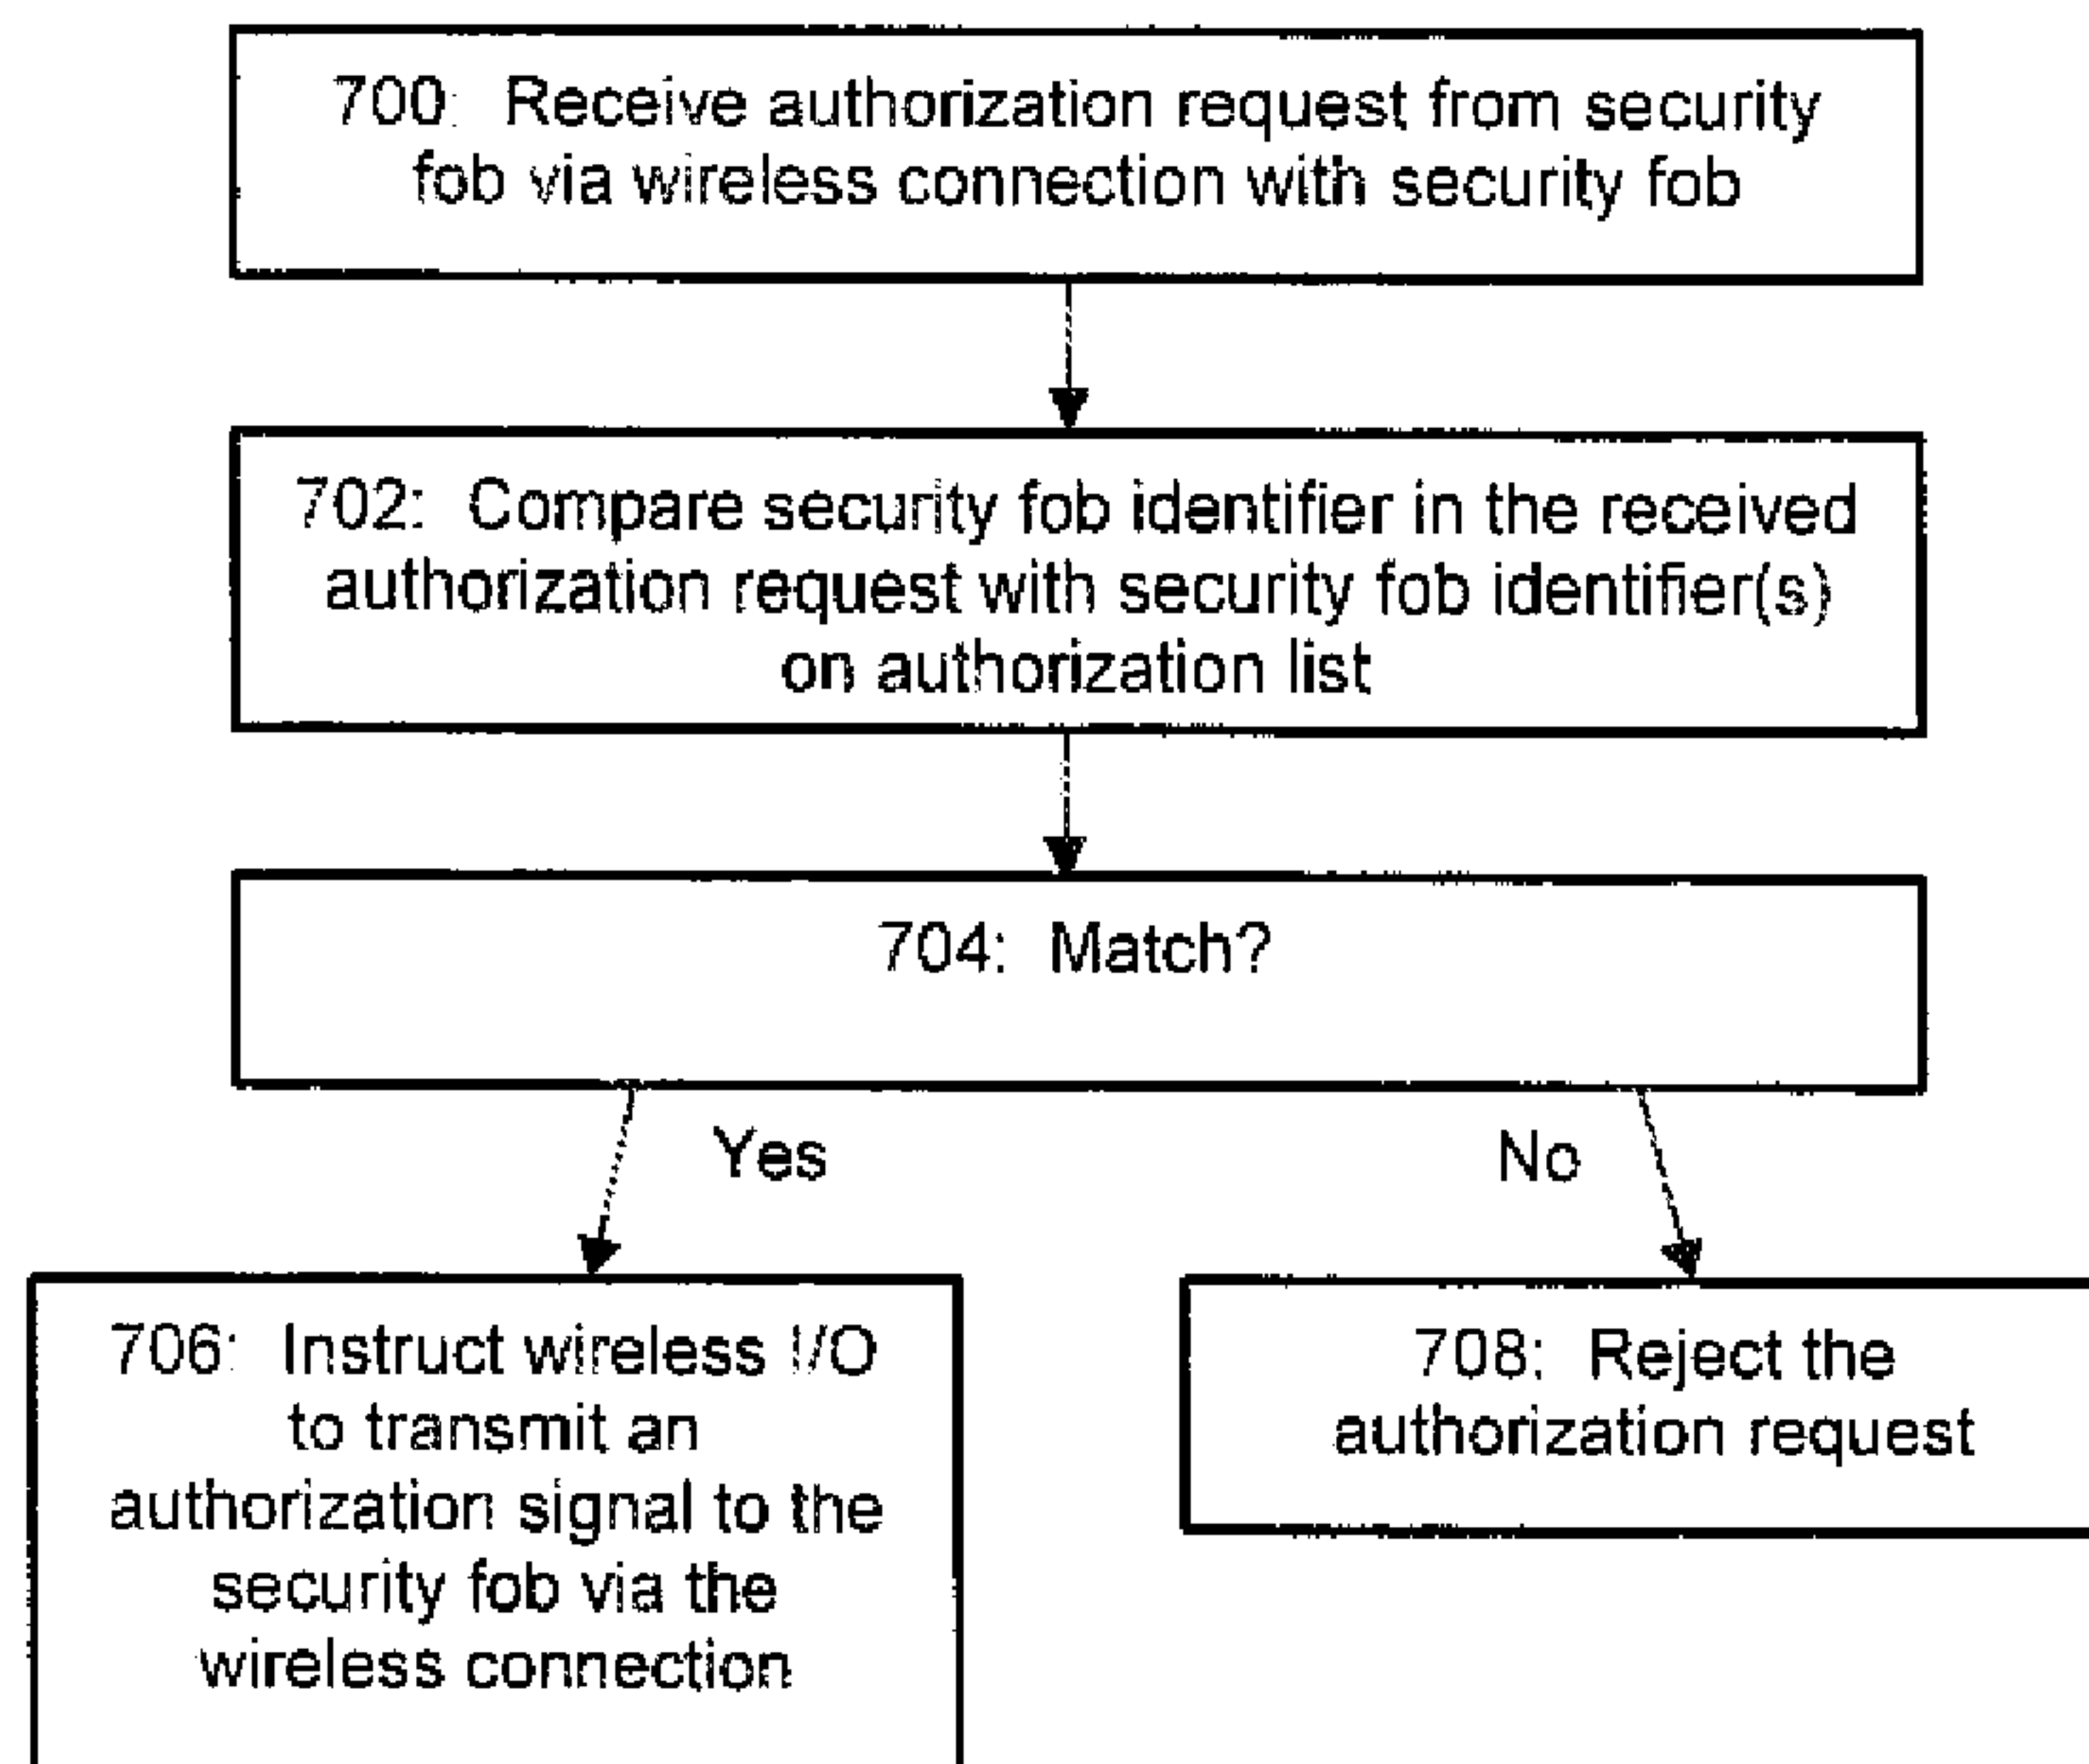 700: Receive authorization request from security
fob via wireless connection with security fob
702: Compare security fob identifier in the received
authorization request with security fob identifier(s)
on authorization list
704: Match?
Yes
No
706: Instruct wireless I/O
to transmit an
authorization signal to the
security fob via the
wireless connection
708: Reject the
authorization request